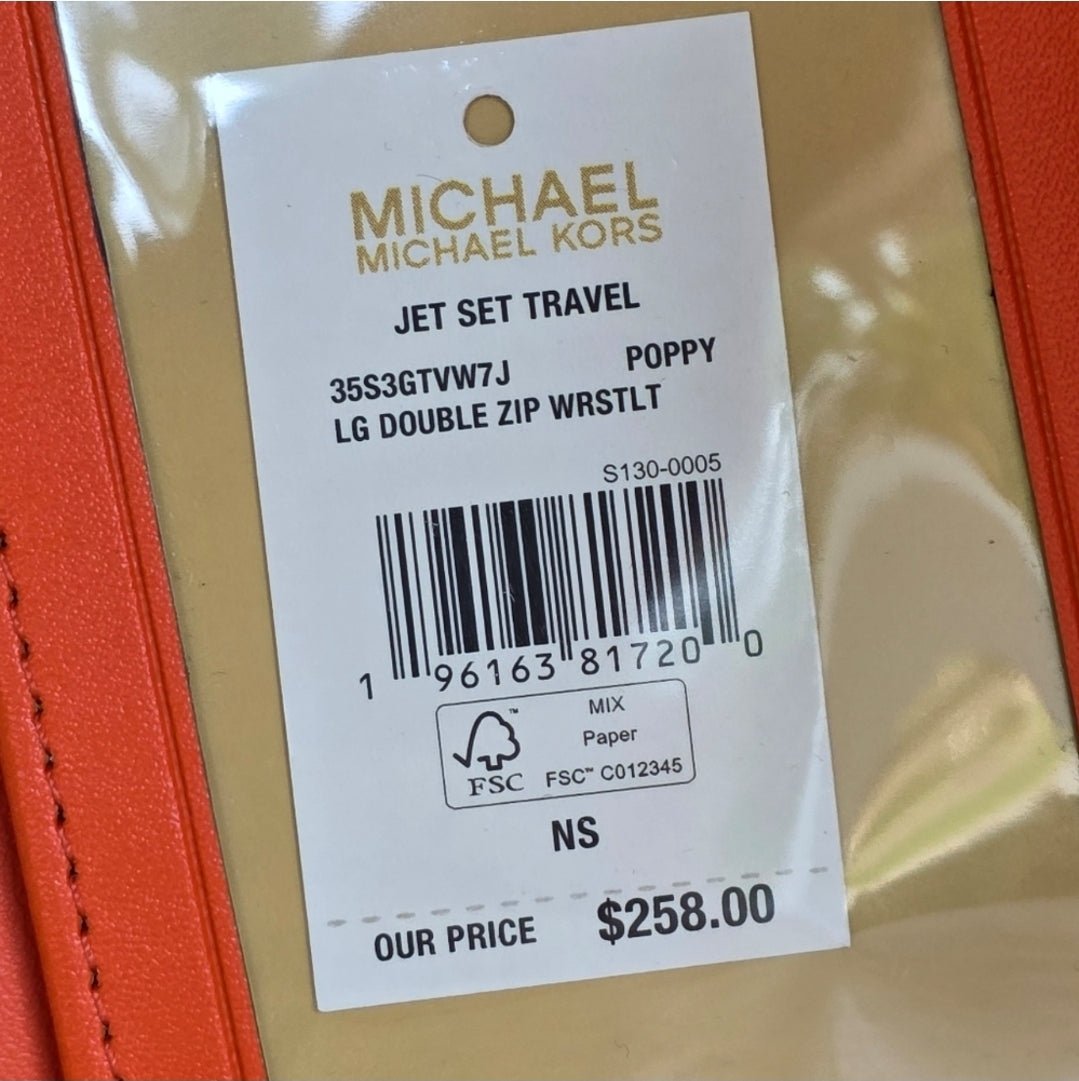 MICHAEL
MICHAEL KORS
JET SET TRAVEL
35S3GTVW7J POPPY
LG DOUBLE ZIP WRSTLT
S130-0005
1 96163 81720 0
MIX
Paper
FSC™ C012345
FSC
NS
OUR PRICE $258.00